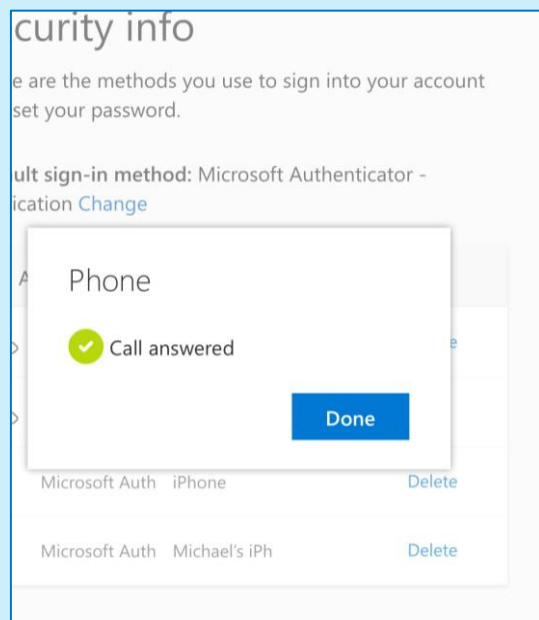 curity info
e are the methods you use to sign into your account
set your password.
ult sign-in method: Microsoft Authenticator -
ication Change
A
Phone
Call answered
e
Done
Microsoft Auth iPhone Delete
Microsoft Auth Michael's iPh Delete